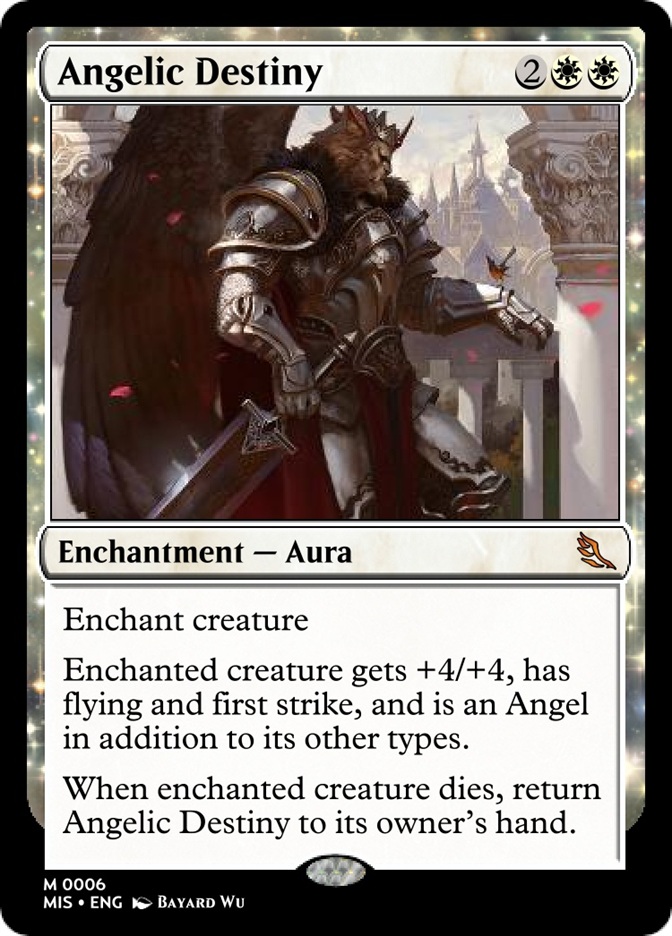 Angelic Destiny 2
Enchantment — Aura
Enchant creature
Enchanted creature gets +4/+4, has
flying and first strike, and is an Angel
in addition to its other types.
When enchanted creature dies, return
Angelic Destiny to its owner's hand.
M 0006
MIS • ENG Bayard Wu